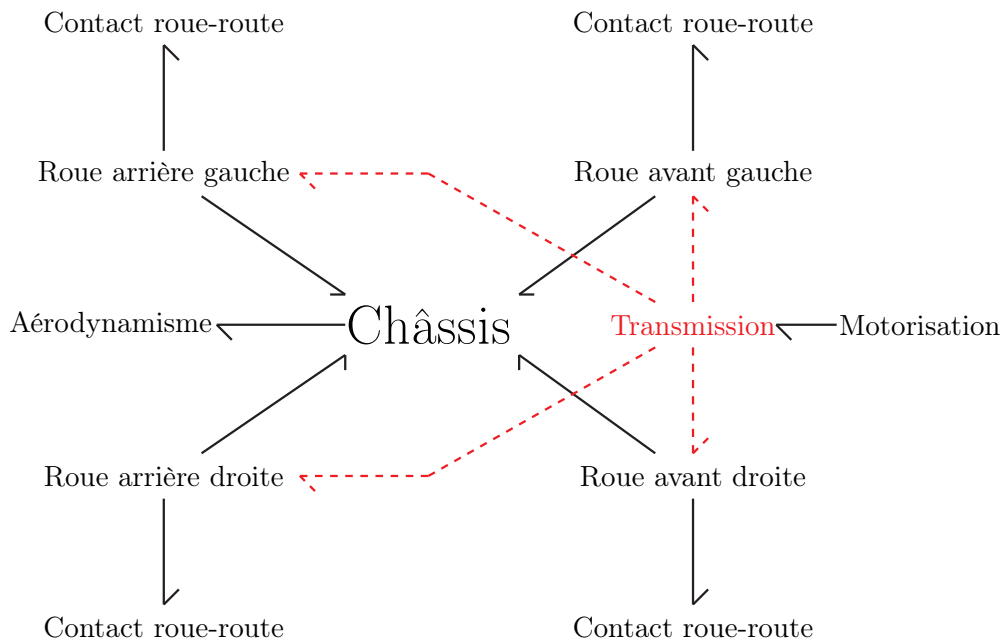 Contact roue-route
Contact roue-route
Roue arrière gauche
Roue avant gauche
Aérodynamisme
Châssis
Transmission
Motorisation
Roue arrière droite
Roue avant droite
Contact roue-route
Contact roue-route